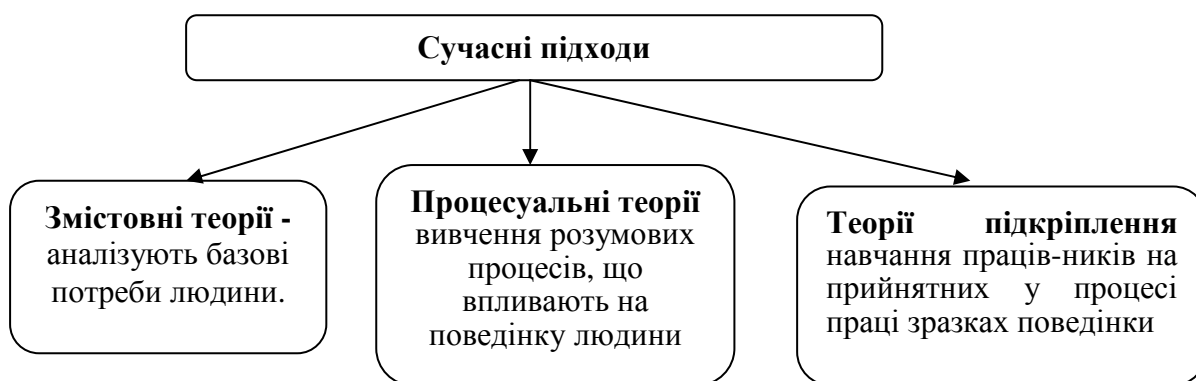 Сучасні підходи
Змістовні теорії -
аналізують базові
потреби людини.
Процесуальні теорії
вивчення розумових
процесів, що
впливають на
поведінку людини
Теорії підкріплення
навчання праців-ників на
прийнятних у процесі
праці зразках поведінки